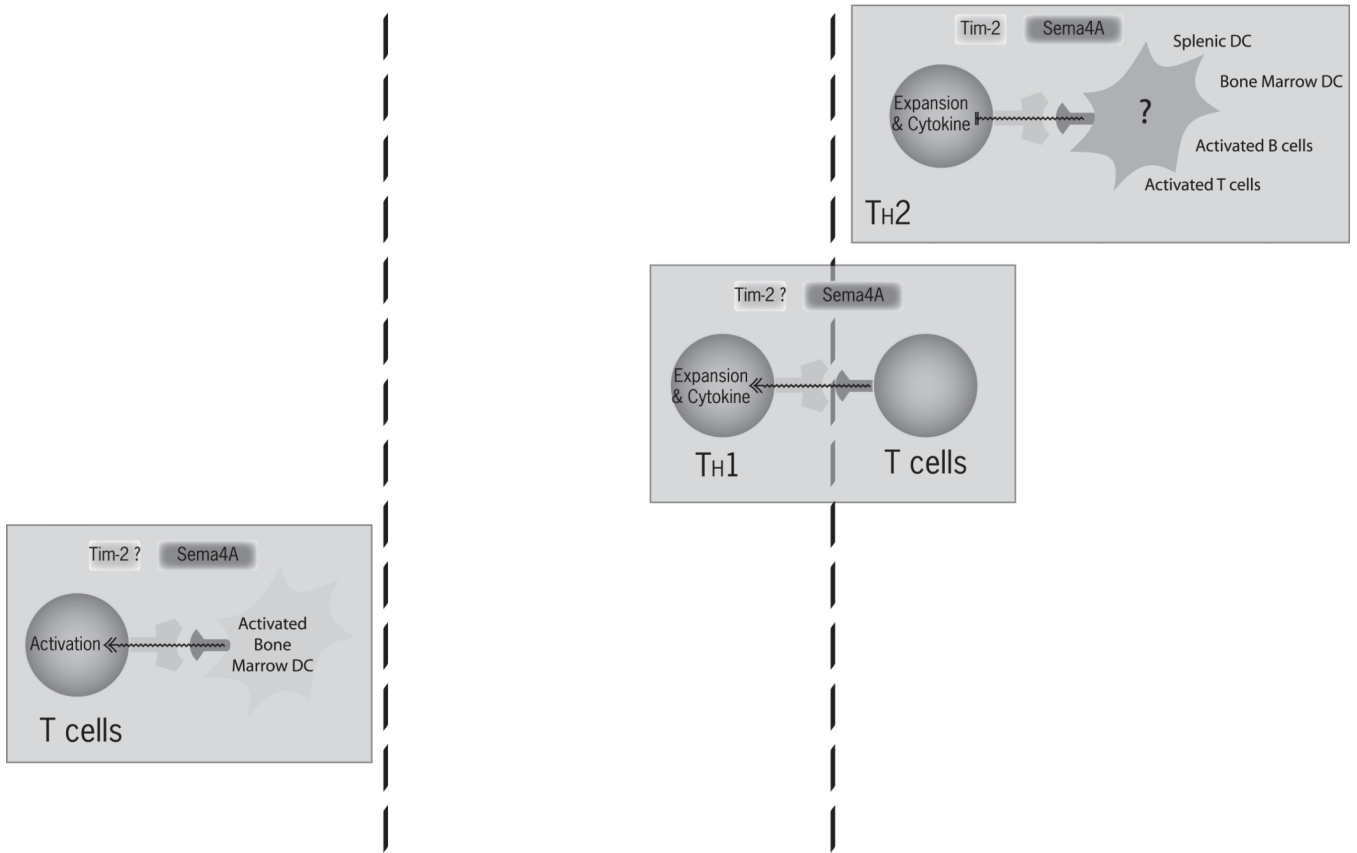 Tim-2 Sema4A
Splenic DC
Bone Marrow DC
Expansion
& Cytokine
?
Activated B cells
Activated T cells
TH2
Tim-2 ? Sema4A
Expansion
& Cytokine
TH1
T cells
Tim-2 ? Sema4A
Activation
Activated
Bone
Marrow DC
T cells